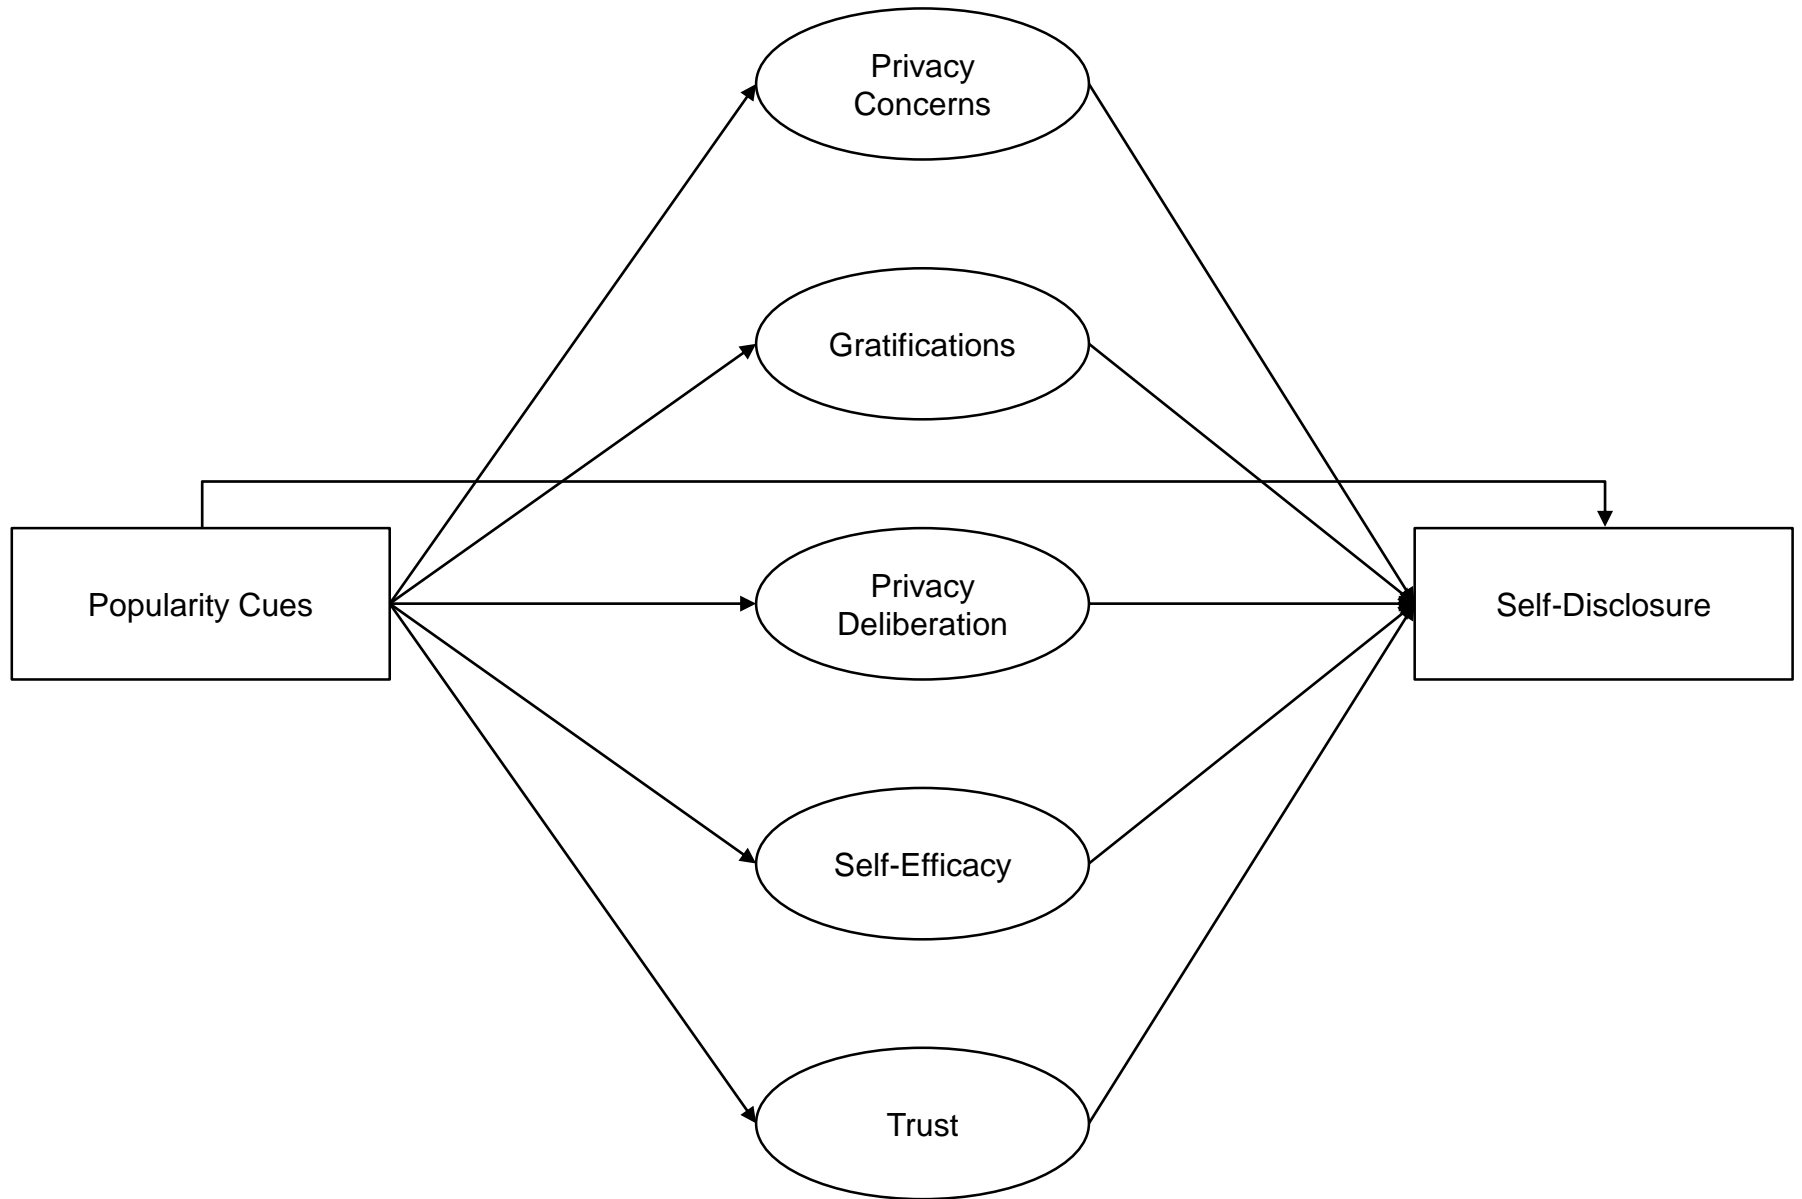 Privacy
Concerns
Gratifications
Popularity Cues
Privacy
Deliberation
Self-Disclosure
Self-Efficacy
Trust